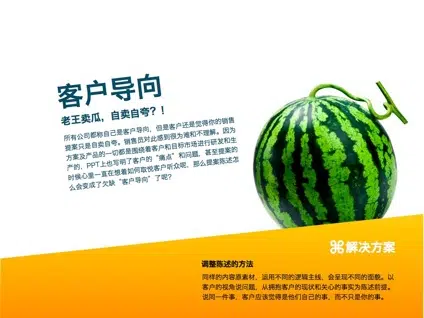 客户导向
老王卖瓜，自卖自夸？！
所有公司都称自己是客户导向，但是客户还是觉得你的销售
提案只是自卖自夸。销售员对此感到很为难和不理解。因为
方案及产品的一切都是围绕着客户和目标市场进行研发和生
产的，PPT上也写明了客户的“痛点”和问题，甚至提案的
时候心里一直在想着如何取悦客户听众呢，那么提案陈述怎
么会变成了欠缺“客户导向”了呢？
解决方案
调整陈述的方法
同样的内容意素材，运用不同的逻辑主线，会呈现不同的面貌。以
客户的视角说问题，从拥抱客户的现状和关心的事实为陈述前提。
说同一件事，客户应该觉得是他们自己的事，而不只是你的事。